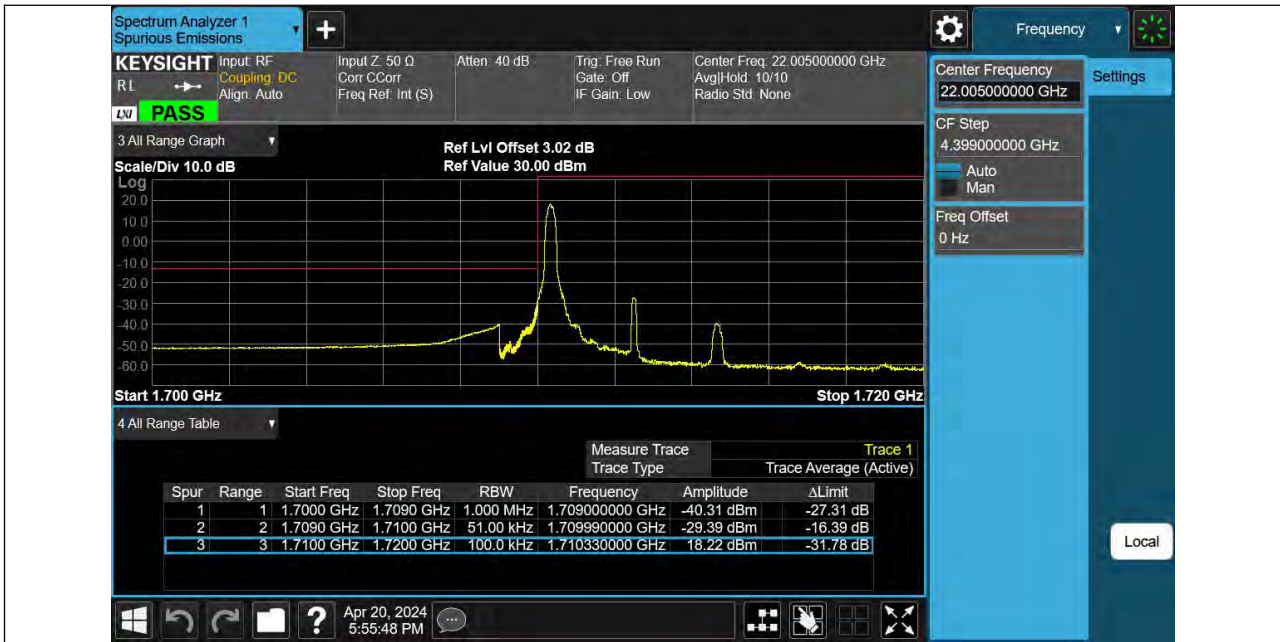 Spectrum Analyzer 1
Spurious Emissions
Frequency
KEYSIGHT
R L
LXI PASS
Input: RF
Coupling: DC
Align: Auto
Input Z: 50 Ω
Corr CCorr
Freq Ref: Int (S)
Atten: 40 dB
Trig: Free Run
Gate: Off
IF Gain: Low
Center Freq: 22.005000000 GHz
Avg|Hold: 10/10
Radio Std: None
3 All Range Graph
Scale/Div 10.0 dB
Ref Lvl Offset 3.02 dB
Ref Value 30.00 dBm
Log
20.0
10.0
0.00
-10.0
-20.0
-30.0
-40.0
-50.0
-60.0
Start 1.700 GHz Stop 1.720 GHz
4 All Range Table
Measure Trace Trace 1
Trace Type Trace Average (Active)
Spur Range Start Freq Stop Freq RBW Frequency Amplitude ΔLimit
1 1 1.7000 GHz 1.7090 GHz 1.000 MHz 1.709000000 GHz -40.31 dBm -27.31 dB
2 2 1.7090 GHz 1.7100 GHz 51.00 kHz 1.709990000 GHz -29.39 dBm -16.39 dB
3 3 1.7100 GHz 1.7200 GHz 100.0 kHz 1.710330000 GHz 18.22 dBm -31.78 dB
Apr 20, 2024
5:55:48 PM
Center Frequency
22.005000000 GHz
Settings
CF Step
4.399000000 GHz
Auto
Man
Freq Offset
0 Hz
Local